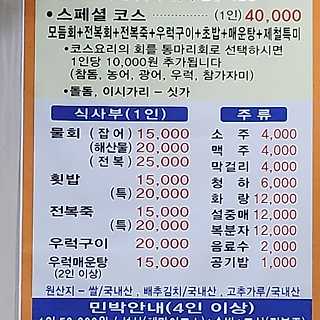 • 스페셜 코스 (1인) 40,000
모듬회+전복회+전복죽+우럭구이+초밥+매운탕+제철특미
•코스요리의 회를 통마리회로 선택하시면
1인당 10,000원 추가됩니다
(참돔, 농어, 광어, 우럭, 참가자미)
•돌돔, 이시가리 - 싯가
식사부(1인)
물회 (잡어) 15,000
(해산물) 20,000
(전복) 25,000
횟밥 15,000
(특) 20,000
전복죽 15,000
(특) 20,000
우럭구이 20,000
우럭매운탕 15,000
(2인 이상)
주류
소주 4,000
맥주 4,000
막걸리 4,000
청하 6,000
화랑 12,000
설중매 12,000
복분자 12,000
음료수 2,000
공기밥 1,000
원산지 - 쌀/국내산, 배추김치/국내산, 고추가루/국내산
민박안내(4인 이상)